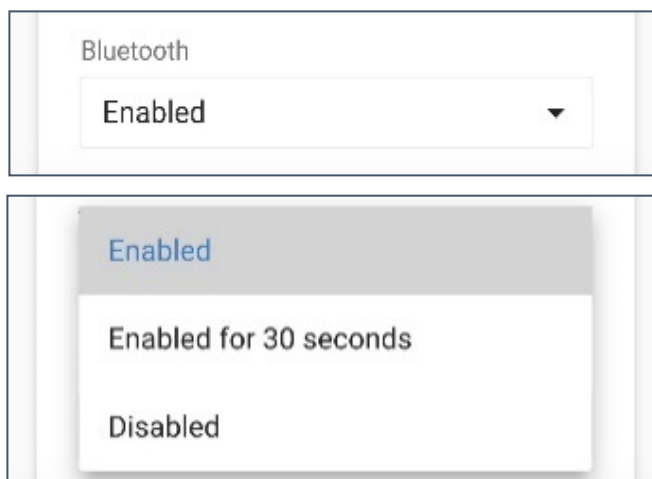 Bluetooth
Enabled
Enabled
Enabled for 30 seconds
Disabled